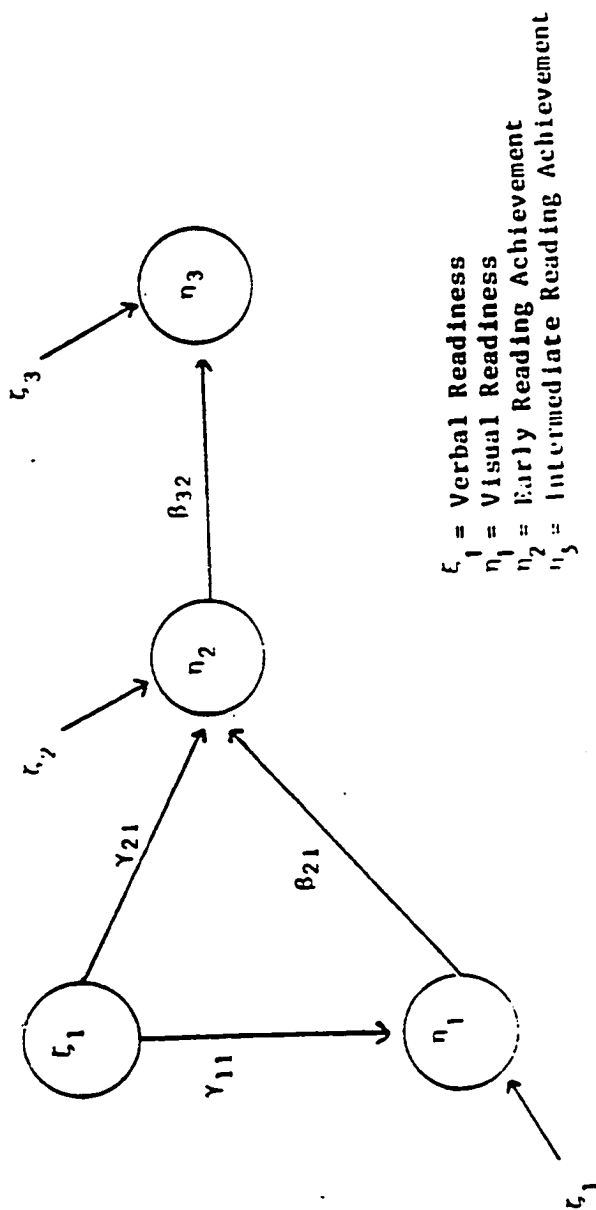 ζ₃
η₃
β₃₂
ζ₂
η₂
γ₂₁
β₂₁
ξ₁
γ₁₁
η₁
ζ₁
ξ₁ = Verbal Readiness
η₁ = Visual Readiness
η₂ = Early Reading Achievement
η₃ = Intermediate Reading Achievement